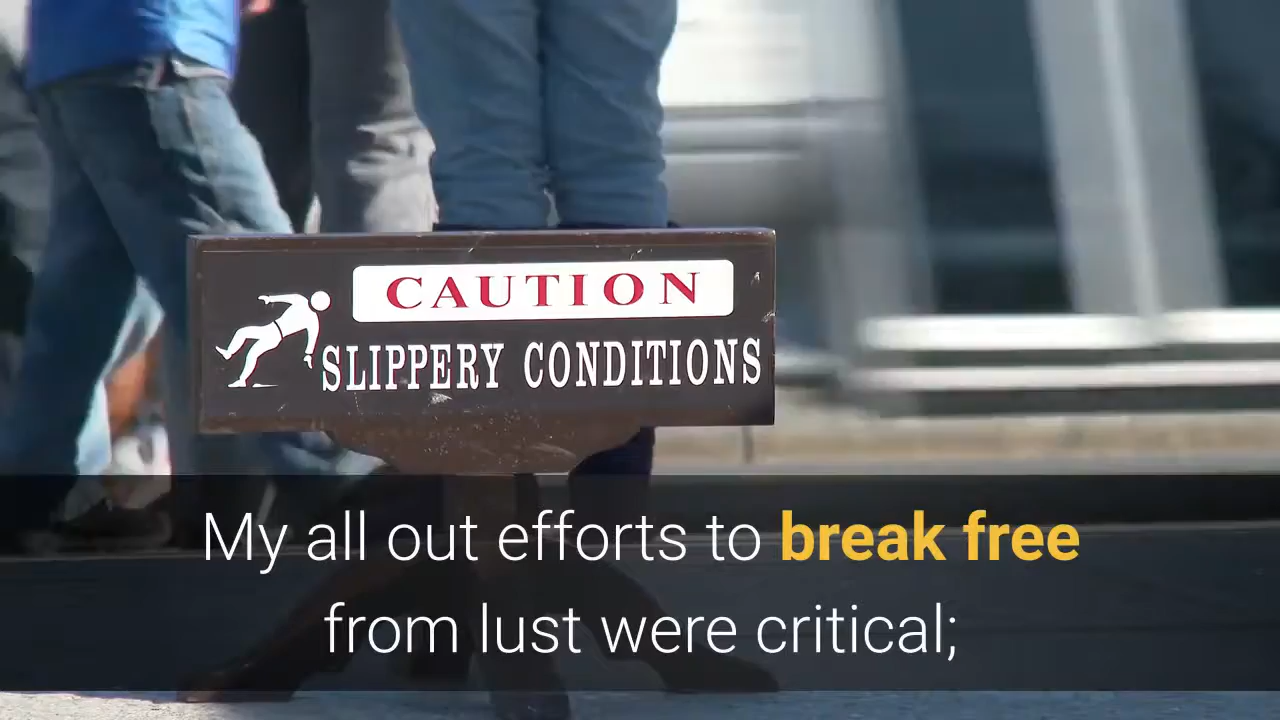 CAUTION
SLIPPERY CONDITIONS
My all out efforts to break free
from lust were critical;